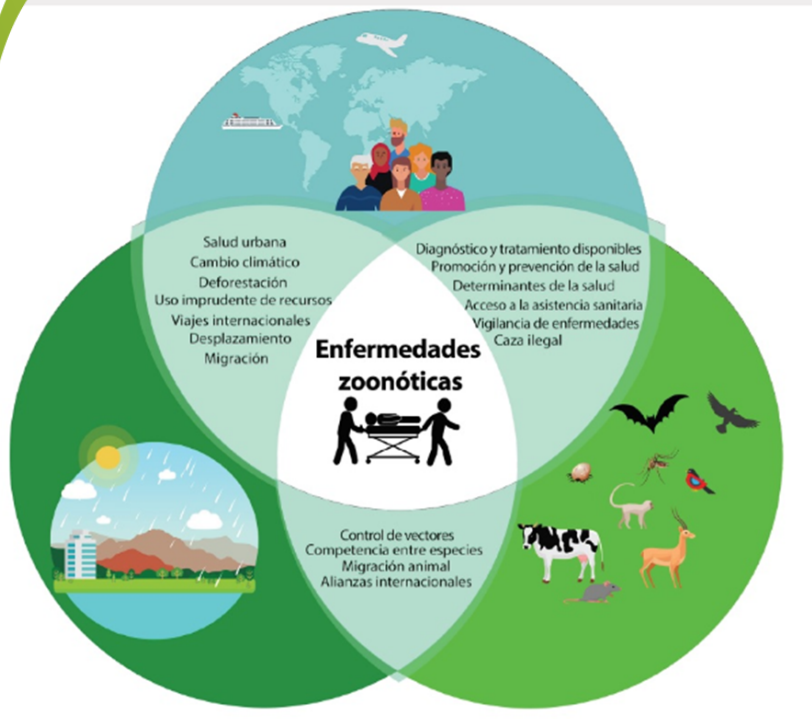 Salud urbana
Cambio climático
Deforestación
Uso imprudente de recursos
Viajes internacionales
Desplazamiento
Migración
Diagnóstico y tratamiento disponibles
Promoción y prevención de la salud
Determinantes de la salud
Acceso a la asistencia sanitaria
Vigilancia de enfermedades
Caza ilegal
Enfermedades
zoonóticas
Control de vectores
Competencia entre especies
Migración animal
Alianzas internacionales